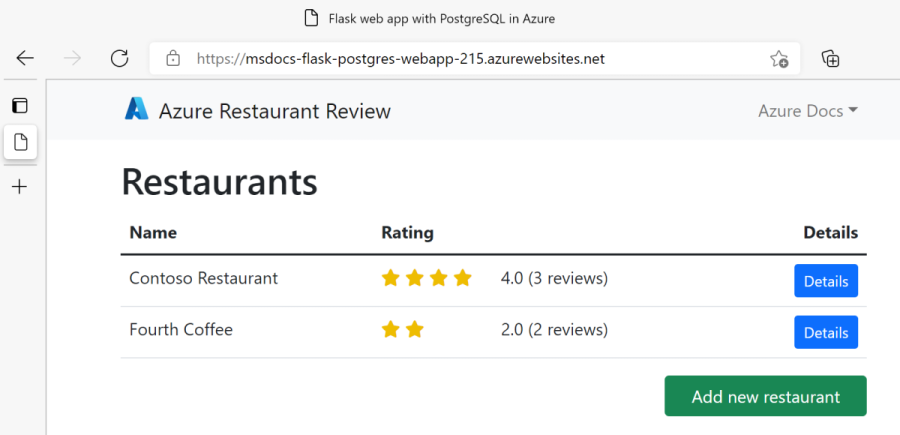 Flask web app with PostgreSQL in Azure
https://msdocs-flask-postgres-webapp-215.azurewebsites.net
Azure Restaurant Review Azure Docs
Restaurants
Name Rating Details
Contoso Restaurant 4.0 (3 reviews) Details
Fourth Coffee 2.0 (2 reviews) Details
Add new restaurant